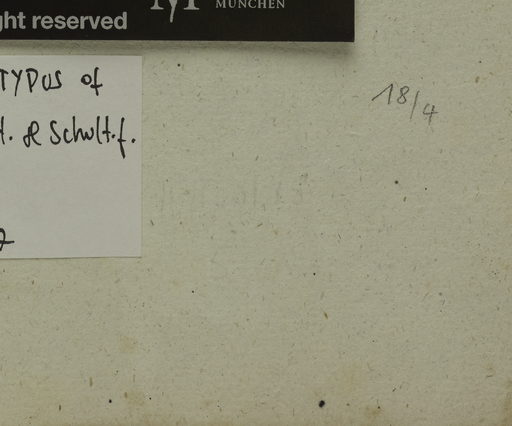 ght reserved
MÜNCHEN
TYPUS of
. & Schult.f.
18/4